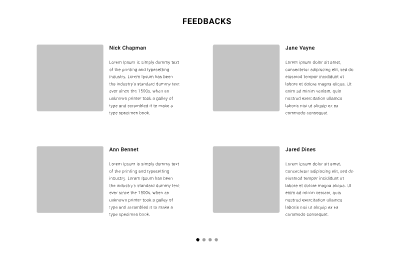 FEEDBACKS
Nick Chapman
Lorem Ipsum is simply dummy text
of the printing and typesetting
industry. Lorem Ipsum has been
the industry's standard dummy text
ever since the 1500s, when an
unknown printer took a galley of
type and scrambled it to make a
type specimen book.
Jane Vayne
Lorem ipsum dolor sit amet,
consectetur adipiscing elit, sed do
eiusmod tempor incididunt ut
labore et dolore magna aliqua. Ut
enim ad minim veniam, quis
nostrud exercitation ullamco
laboris nisi ut aliquip ex ea
commodo consequat.
Ann Bennet
Lorem Ipsum is simply dummy text
of the printing and typesetting
industry. Lorem Ipsum has been
the industry's standard dummy text
ever since the 1500s, when an
unknown printer took a galley of
type and scrambled it to make a
type specimen book.
Jared Dines
Lorem ipsum dolor sit amet,
consectetur adipiscing elit, sed do
eiusmod tempor incididunt ut
labore et dolore magna aliqua. Ut
enim ad minim veniam, quis
nostrud exercitation ullamco
laboris nisi ut aliquip ex ea
commodo consequat.